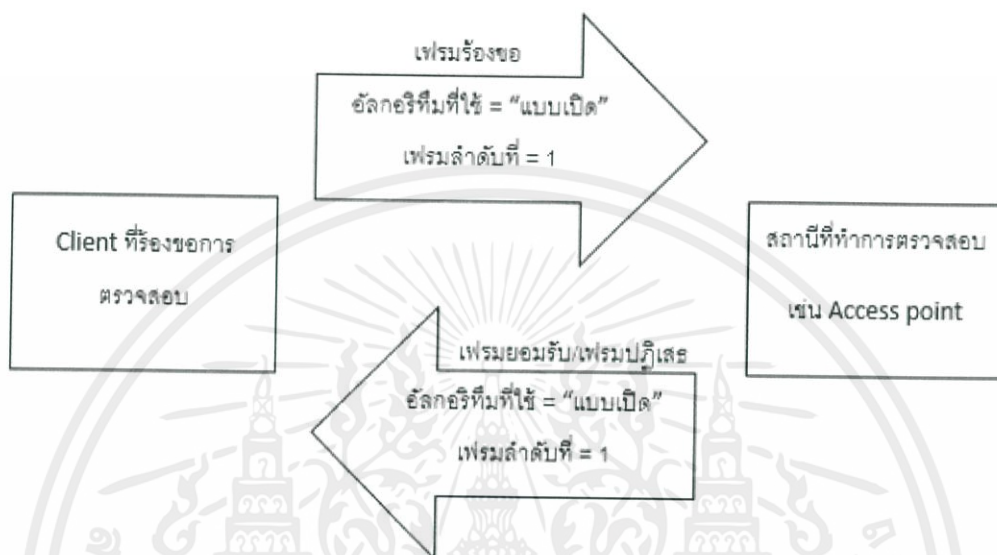 เฟรมร้องขอ
อัลกอริทึมที่ใช้ = “แบบเปิด”
เฟรมลำดับที่ = 1
Client ที่ร้องขอการ
ตรวจสอบ
สถานีที่ทำการตรวจสอบ
เช่น Access point
เฟรมยอมรับ/เฟรมปฏิเสธ
อัลกอริทึมที่ใช้ = “แบบเปิด”
เฟรมลำดับที่ = 1